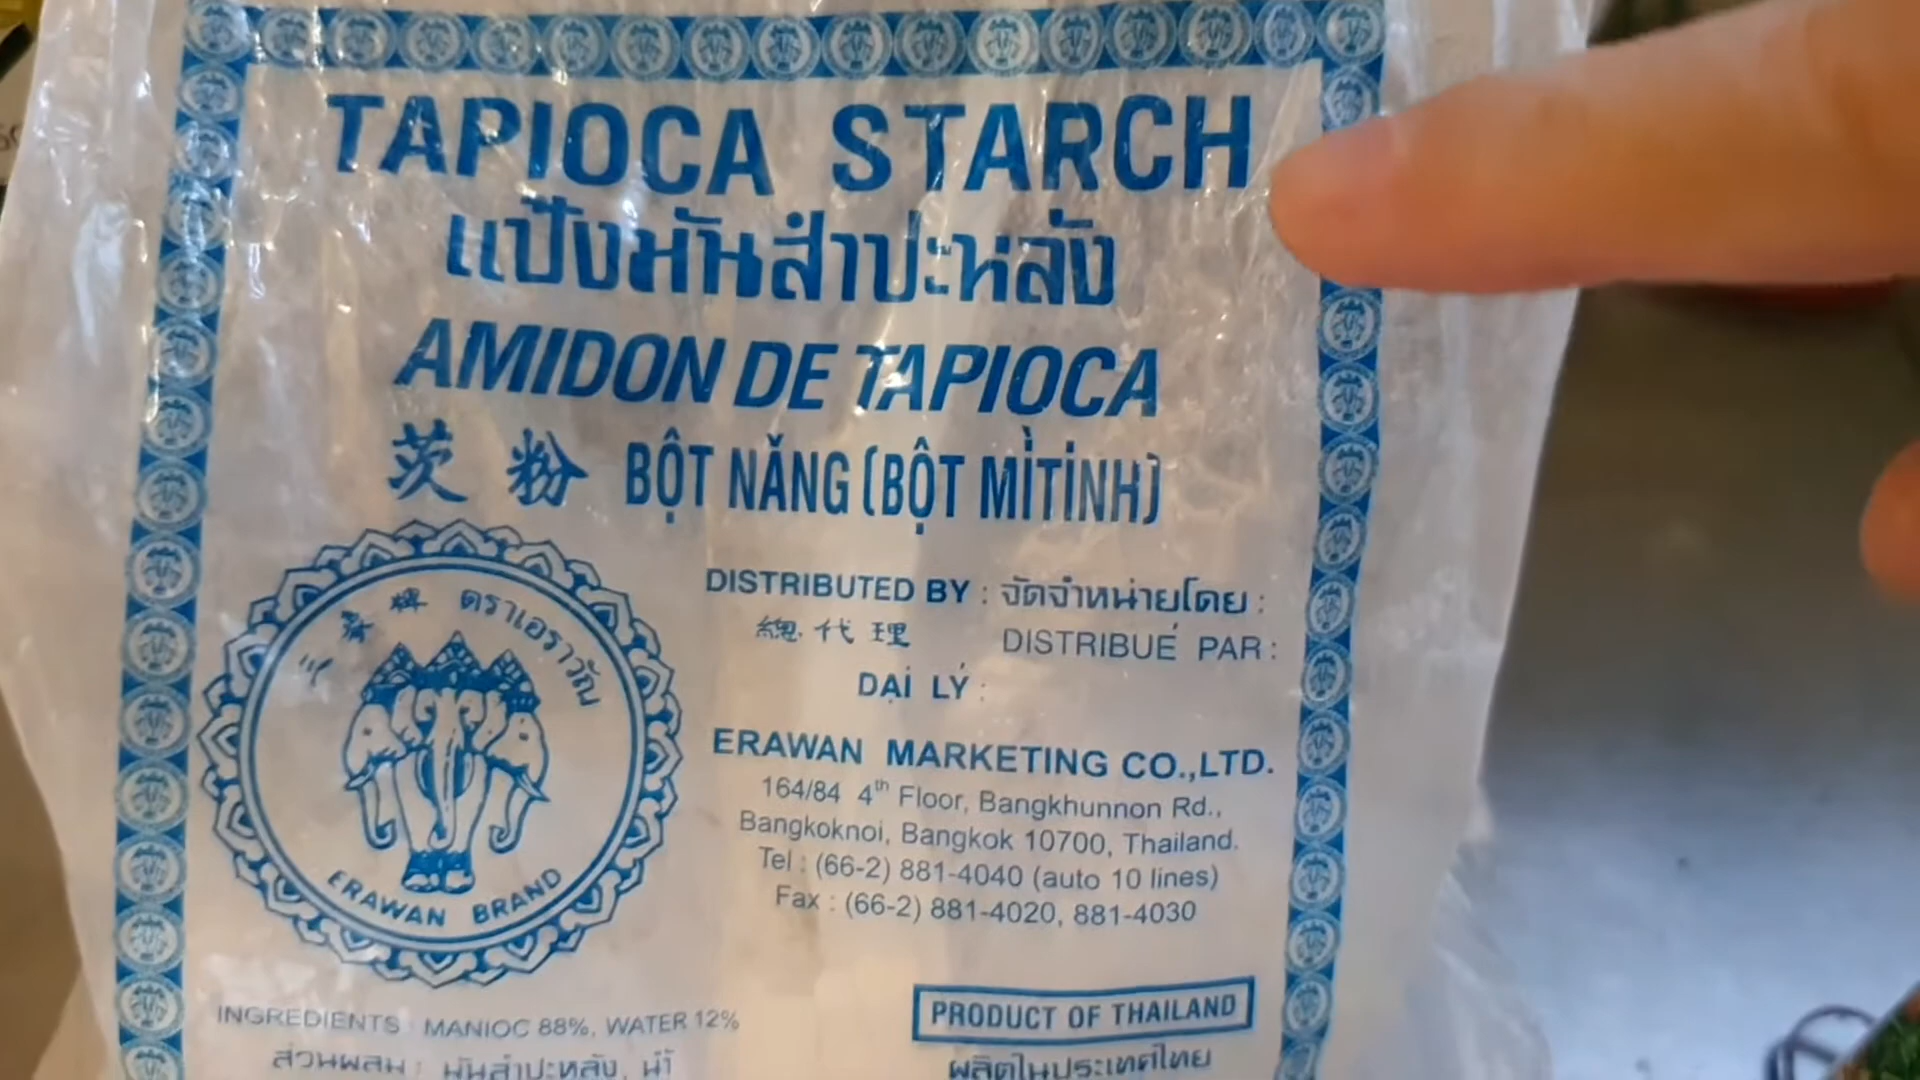 TAPIOCA STARCH
แป้งมันสำปะหลัง
AMIDON DE TAPIOCA
茨粉 BỘT NĂNG (BỘT MÌ TINH)
DISTRIBUTED BY : จัดจำหน่ายโดย :
總代理 DISTRIBUÉ PAR :
DẠI LÝ :
ERAWAN MARKETING CO.,LTD.
164/84 4th Floor, Bangkhunnon Rd.,
Bangkoknoi, Bangkok 10700, Thailand.
Tel : (66-2) 881-4040 (auto 10 lines)
Fax : (66-2) 881-4020, 881-4030
牌 ตราเอราวัณ
ERAWAN BRAND
INGREDIENTS : MANIOC 88%, WATER 12%
ส่วนผสม : มันสำปะหลัง, น้ำ
PRODUCT OF THAILAND
ผลิตในประเทศไทย